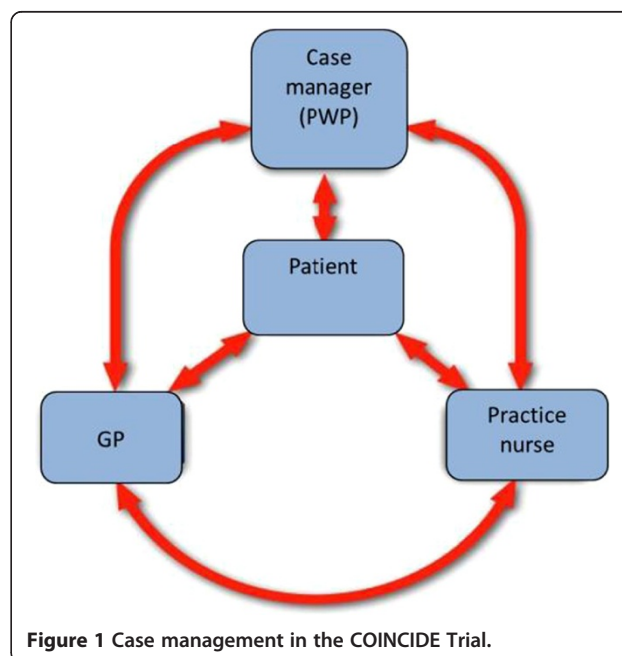 Case
manager
(PWP)
Patient
GP
Practice
nurse
Figure 1 Case management in the COINCIDE Trial.